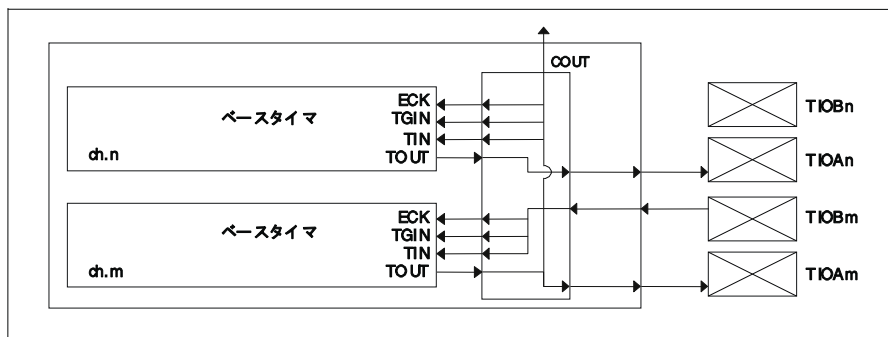 COUT
ベースタイマ
ECK
TGIN
TIN
TOUT
ch.n
TIOBn
TIOAn
ベースタイマ
ECK
TGIN
TIN
TOUT
ch.m
TIOBm
TIOAm